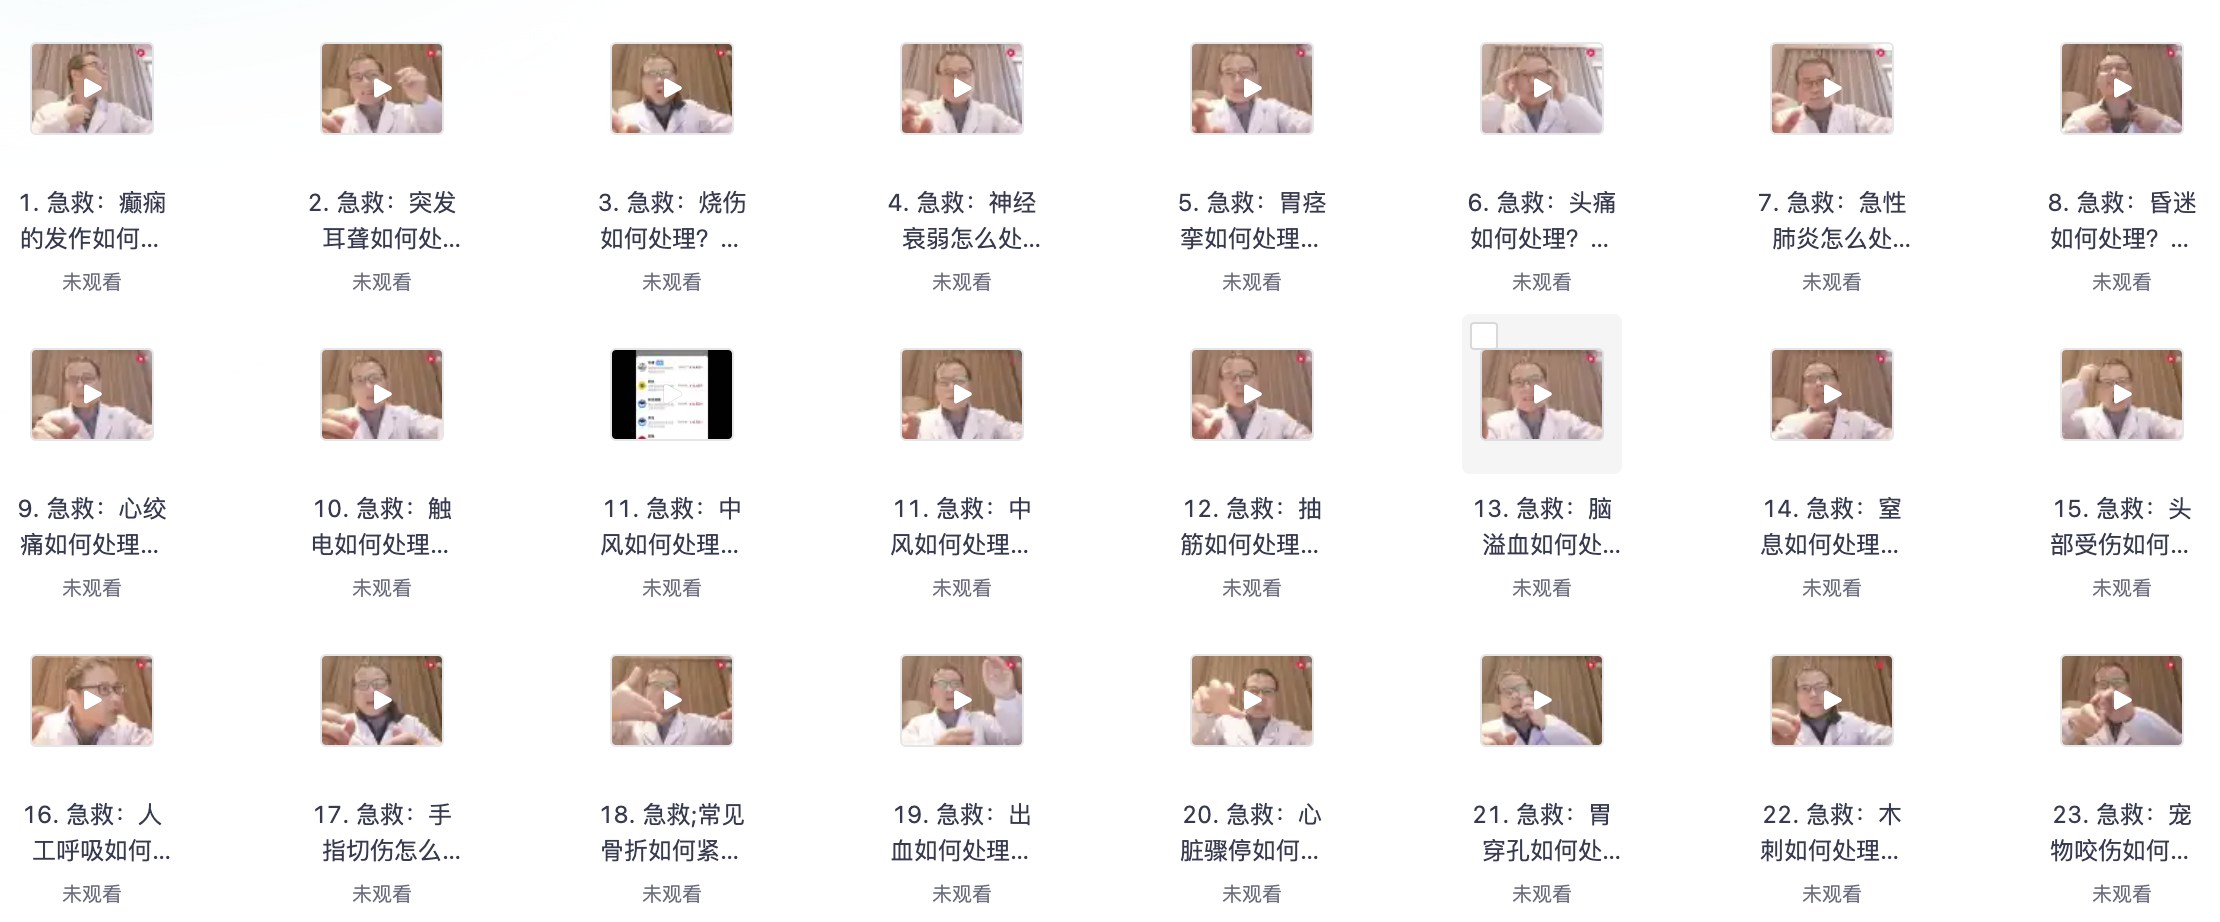 1. 急救：癫痫
的发作如何...
未观看
2. 急救：突发
耳聋如何处...
未观看
3. 急救：烧伤
如何处理？...
未观看
4. 急救：神经
衰弱怎么处...
未观看
5. 急救：胃痉
挛如何处理...
未观看
6. 急救：头痛
如何处理？...
未观看
7. 急救：急性
肺炎怎么处...
未观看
8. 急救：昏迷
如何处理？...
未观看
9. 急救：心绞
痛如何处理...
未观看
10. 急救：触
电如何处理...
未观看
11. 急救：中
风如何处理...
未观看
11. 急救：中
风如何处理...
未观看
12. 急救：抽
筋如何处理...
未观看
13. 急救：脑
溢血如何处...
未观看
14. 急救：窒
息如何处理...
未观看
15. 急救：头
部受伤如何...
未观看
16. 急救：人
工呼吸如何...
未观看
17. 急救：手
指切伤怎么...
未观看
18. 急救;常见
骨折如何紧...
未观看
19. 急救：出
血如何处理...
未观看
20. 急救：心
脏骤停如何...
未观看
21. 急救：胃
穿孔如何处...
未观看
22. 急救：木
刺如何处理...
未观看
23. 急救：宠
物咬伤如何...
未观看